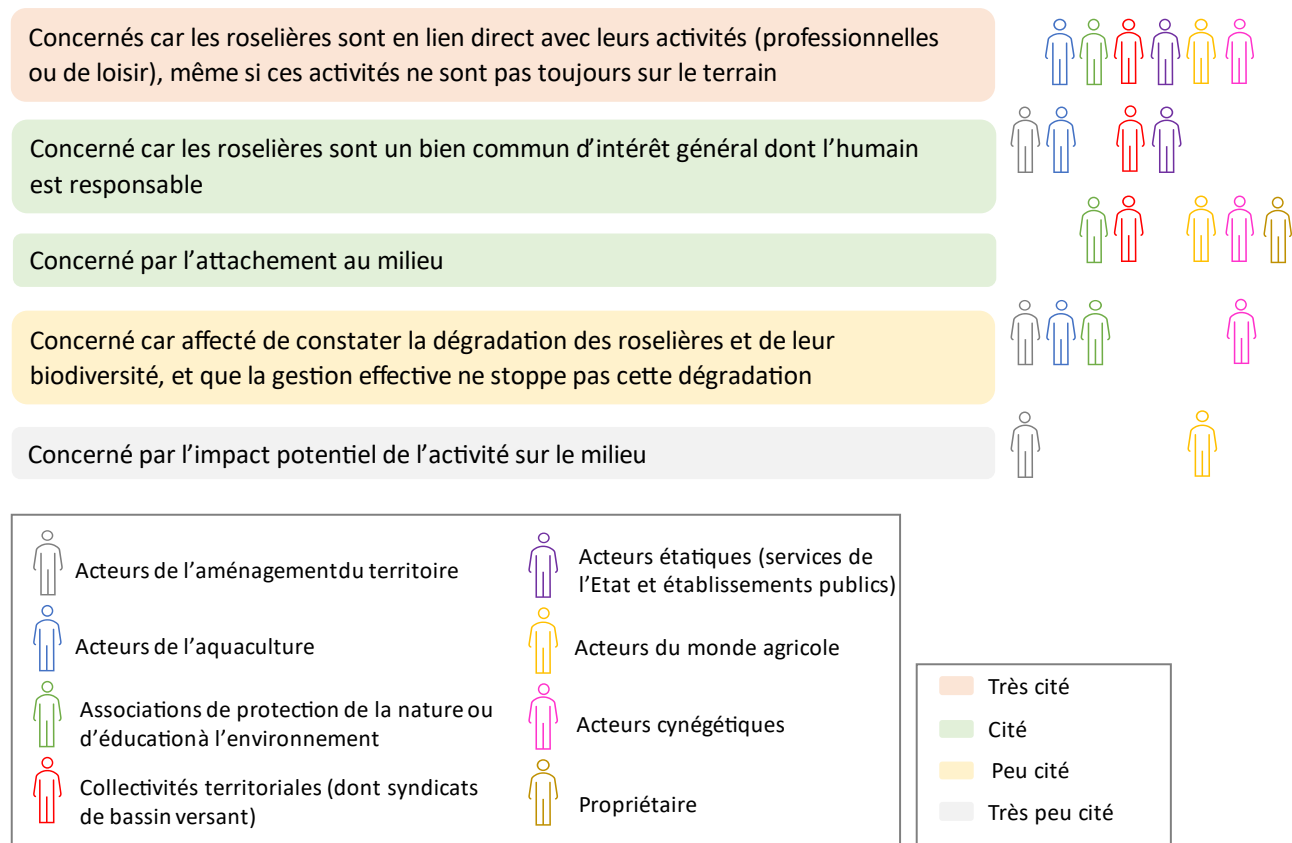 Concernés car les roselières sont en lien direct avec leurs activités (professionnelles
ou de loisir), même si ces activités ne sont pas toujours sur le terrain
Concerné car les roselières sont un bien commun d'intérêt général dont l'humain
est responsable
Concerné par l'attachement au milieu
Concerné car affecté de constater la dégradation des roselières et de leur
biodiversité, et que la gestion effective ne stoppe pas cette dégradation
Concerné par l'impact potentiel de l'activité sur le milieu
Acteurs de l'aménagement du territoire
Acteurs de l'aquaculture
Associations de protection de la nature ou
d'éducation à l'environnement
Collectivités territoriales (dont syndicats
de bassin versant)
Acteurs étatiques (services de
l'Etat et établissements publics)
Acteurs du monde agricole
Acteurs cynégétiques
Propriétaire
Très cité
Cité
Peu cité
Très peu cité